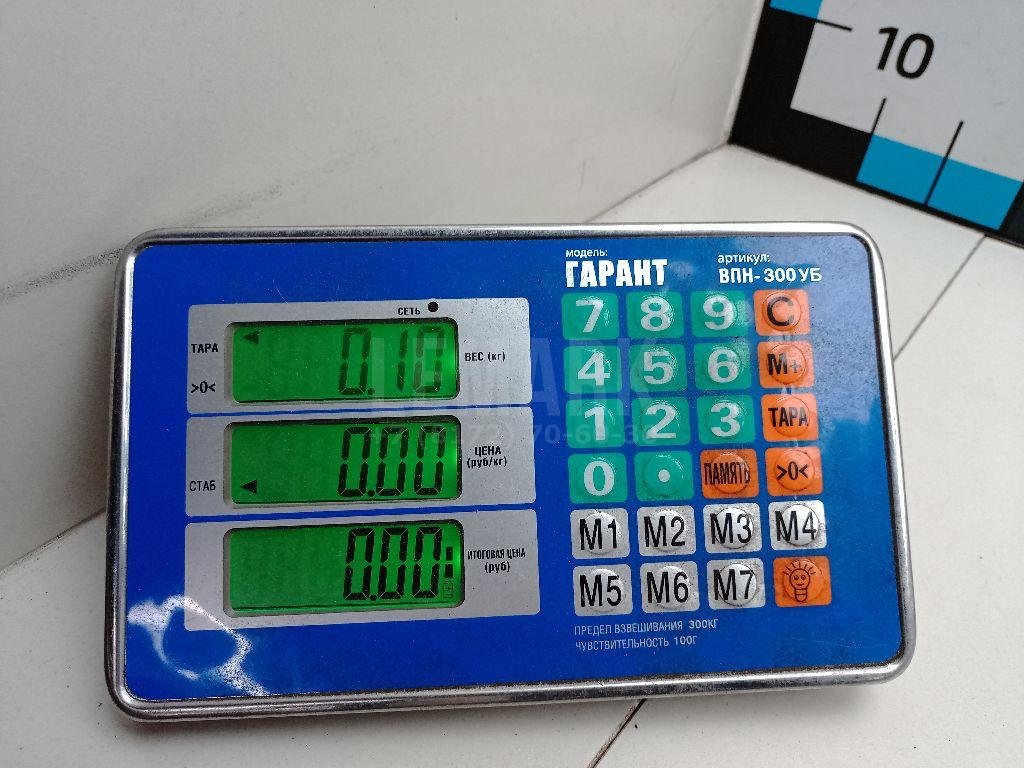 10
модель:
ГАРАНТ
артикул:
ВПН-300 УБ
СЕТЬ
ТАРА
>0<
ВЕС (кг)
СТАБ
0.00
ЦЕНА
(руб/кг)
0.00
ИТОГОВАЯ ЦЕНА
(руб)
7 8 9 C
4 5 6 M+
1 2 3 ТАРА
0 . ПАМЯТЬ >0<
M1 M2 M3 M4
M5 M6 M7
ПРЕДЕЛ ВЗВЕШИВАНИЯ 300КГ
ЧУВСТВИТЕЛЬНОСТЬ 100Г
LEMARK